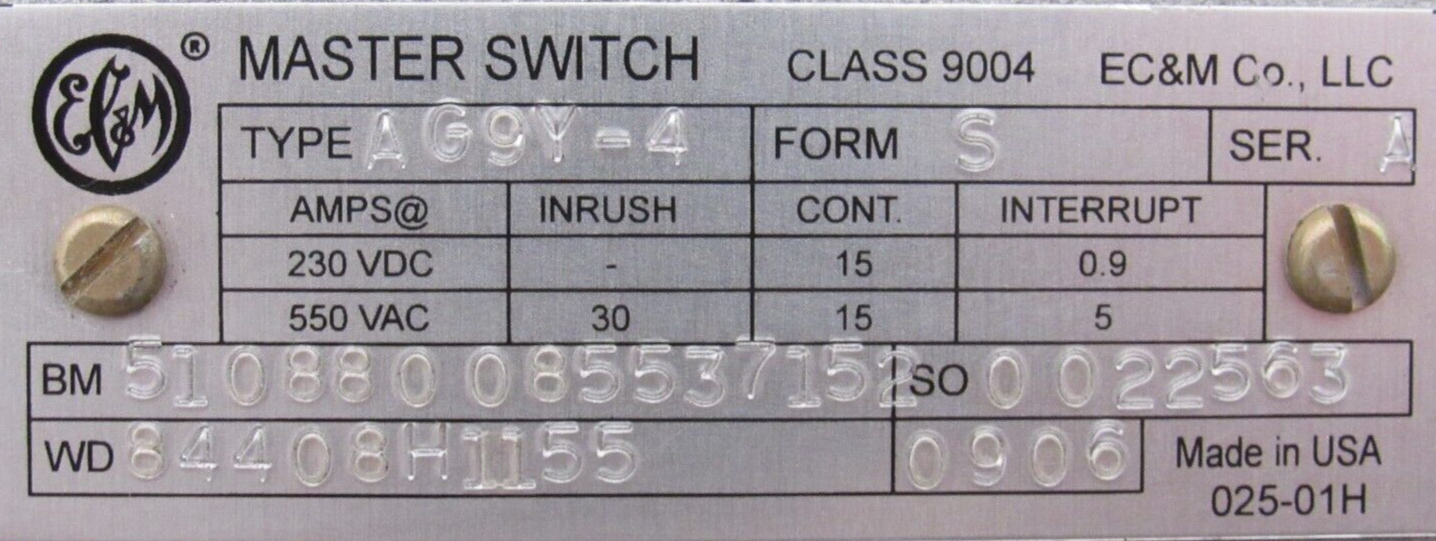 EC&M ® MASTER SWITCH CLASS 9004 EC&M Co., LLC
TYPE AG9Y-4 FORM S SER. A
AMPS@ INRUSH CONT. INTERRUPT
230 VDC - 15 0.9
550 VAC 30 15 5
BM 510880085537152 SO 0022563
WD 84408H1155 0906
Made in USA
025-01H